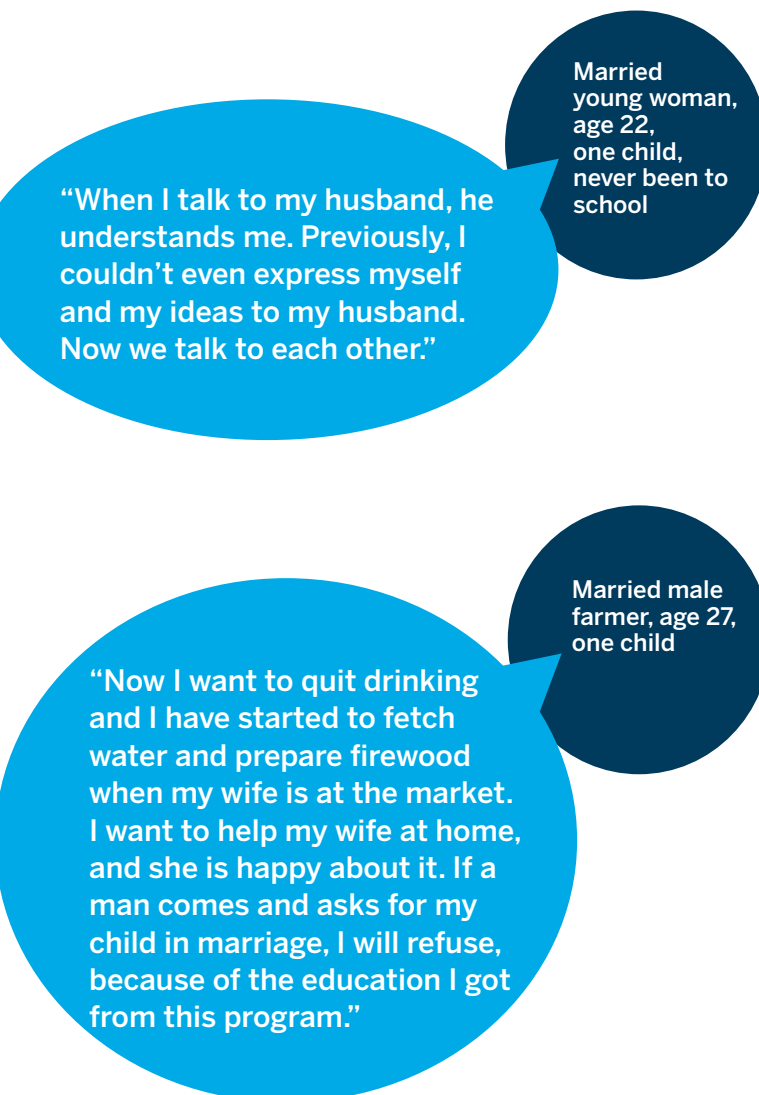 Married
young woman,
age 22,
one child,
never been to
school
“When I talk to my husband, he
understands me. Previously, I
couldn’t even express myself
and my ideas to my husband.
Now we talk to each other.”
Married male
farmer, age 27,
one child
“Now I want to quit drinking
and I have started to fetch
water and prepare firewood
when my wife is at the market.
I want to help my wife at home,
and she is happy about it. If a
man comes and asks for my
child in marriage, I will refuse,
because of the education I got
from this program.”